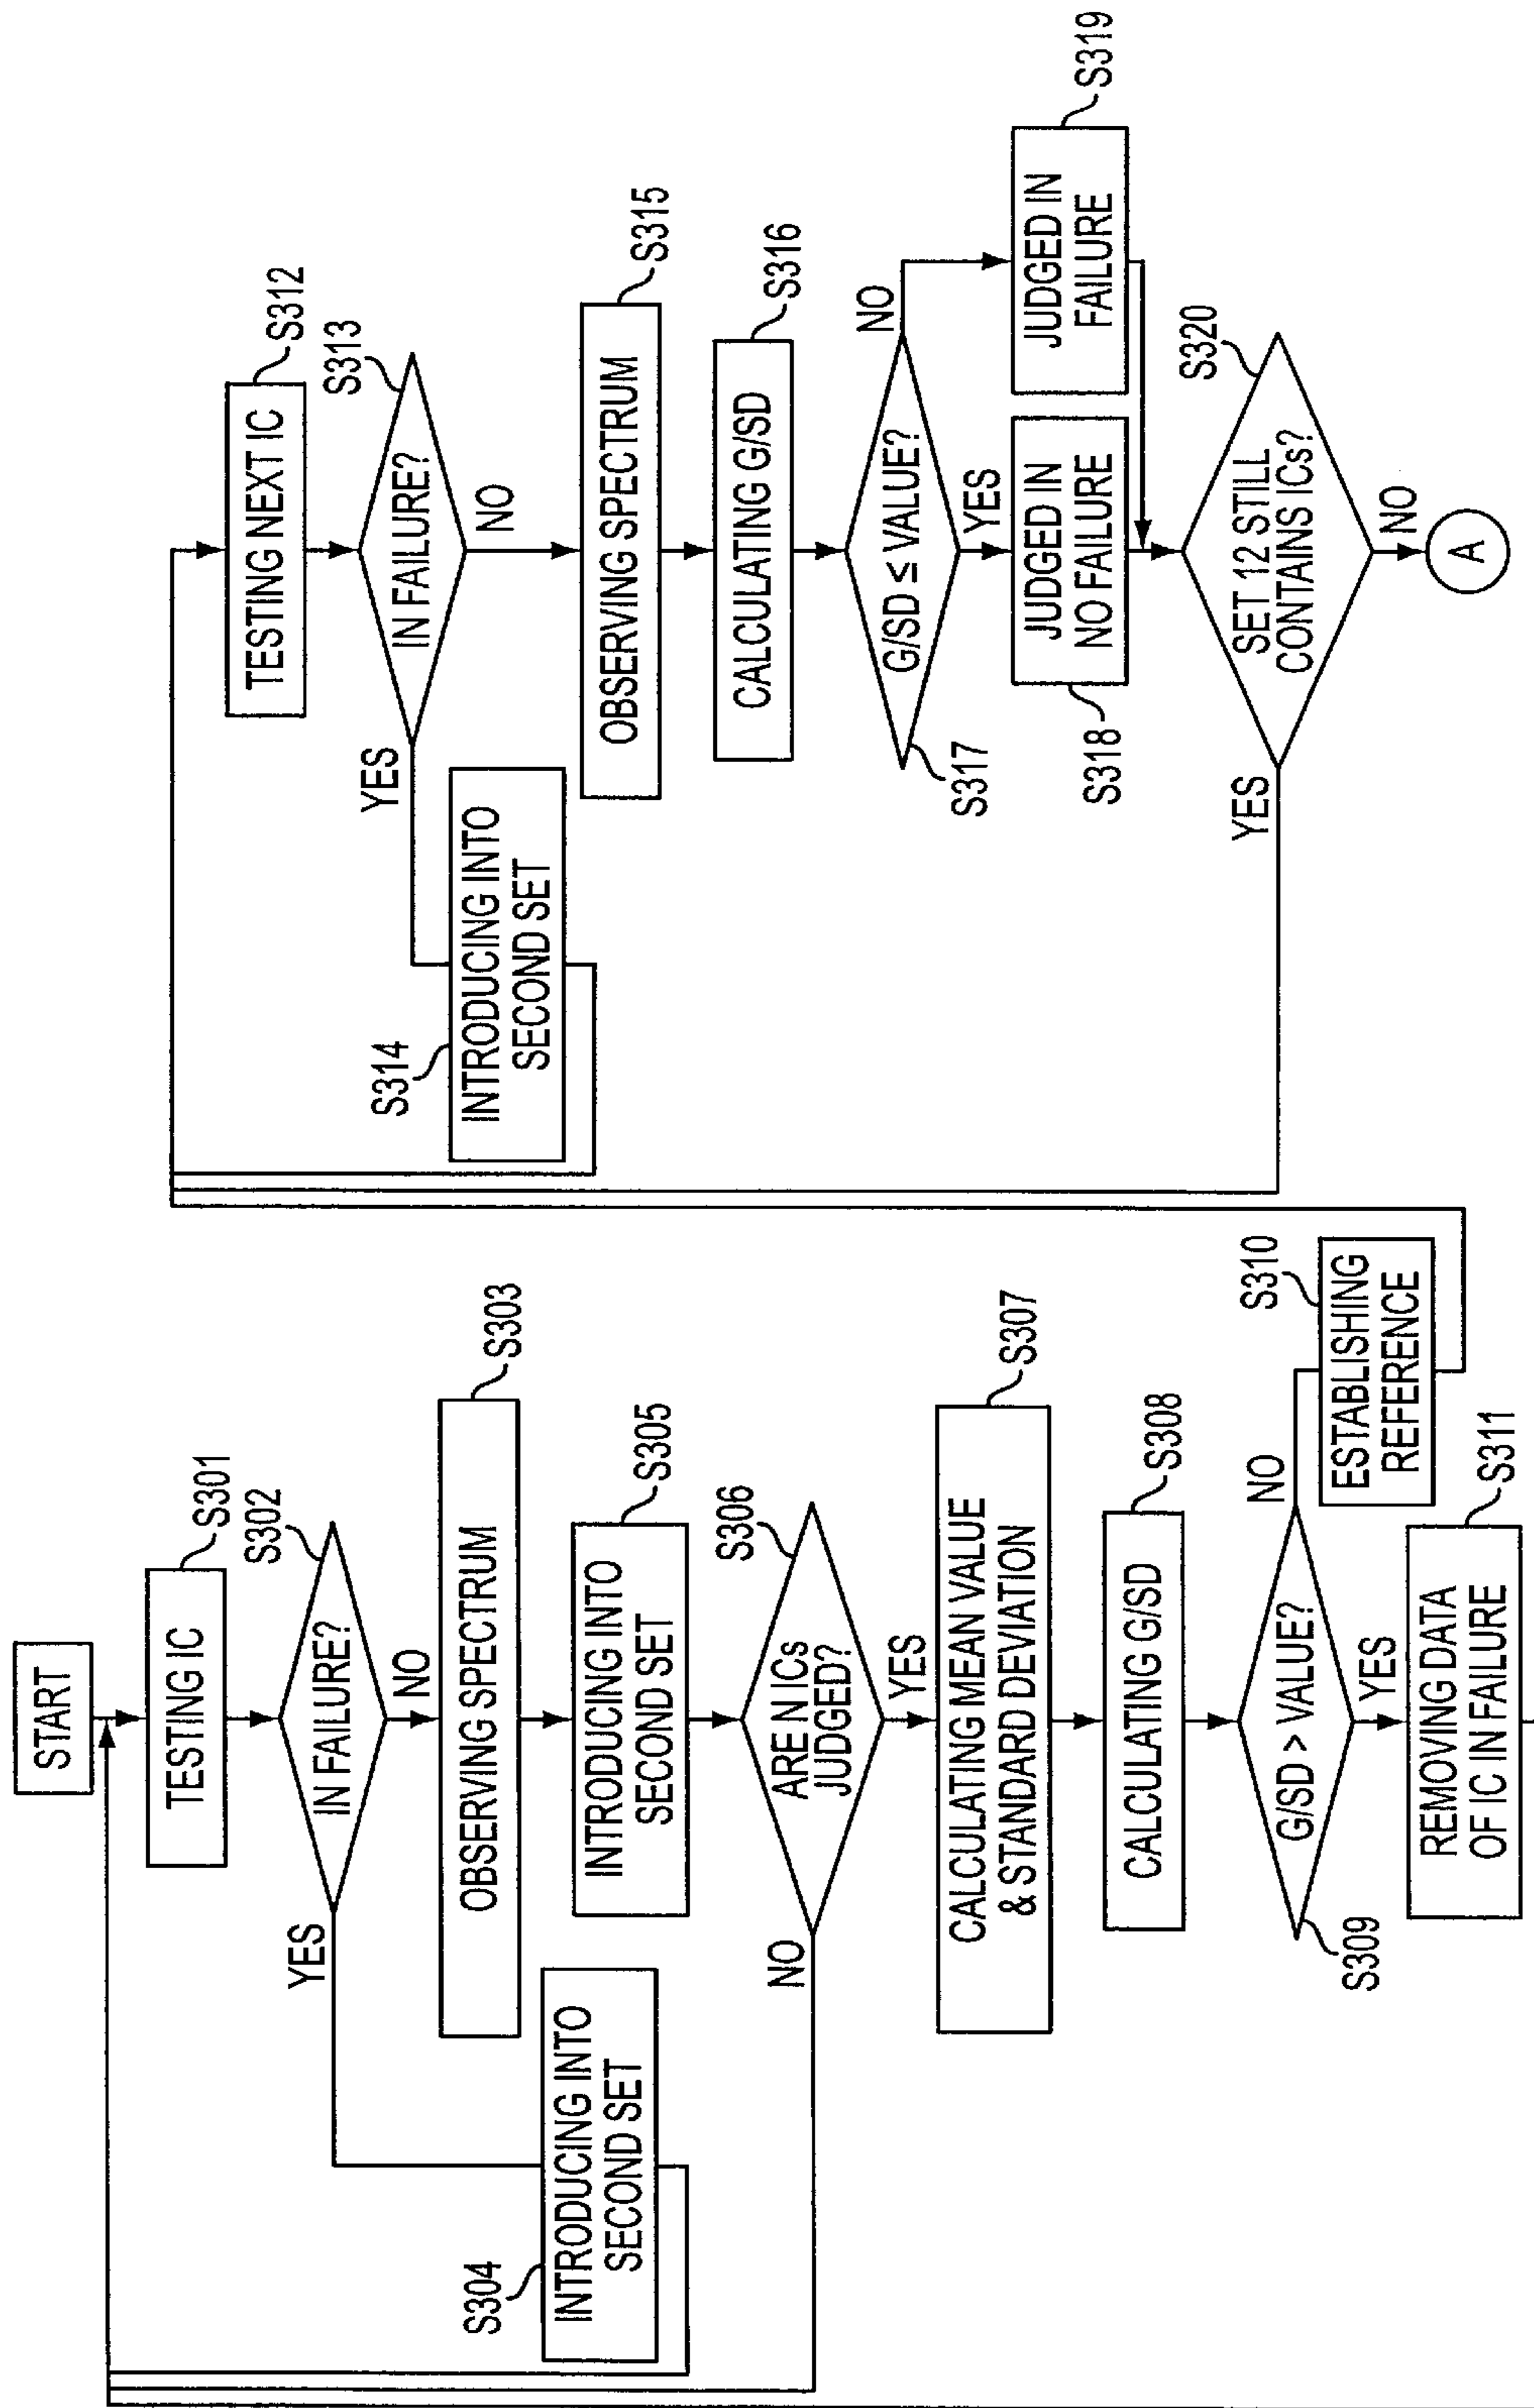 START
TESTING IC
S301
IN FAILURE?
S302
YES
NO
OBSERVING SPECTRUM
S303
S304
INTRODUCING INTO
SECOND SET
INTRODUCING INTO
SECOND SET
S305
ARE N ICs
JUDGED?
S306
NO
YES
CALCULATING MEAN VALUE
& STANDARD DEVIATION
S307
CALCULATING G/SD
S308
G/SD > VALUE?
S309
NO
YES
ESTABLISHING
REFERENCE
S310
REMOVING DATA
OF IC IN FAILURE
S311
TESTING NEXT IC
S312
IN FAILURE?
S313
YES
NO
S314
INTRODUCING INTO
SECOND SET
OBSERVING SPECTRUM
S315
CALCULATING G/SD
S316
G/SD ≤ VALUE?
S317
NO
YES
JUDGED IN
NO FAILURE
S318
JUDGED IN
FAILURE
S319
SET 12 STILL
CONTAINS ICs?
S320
YES
NO
A